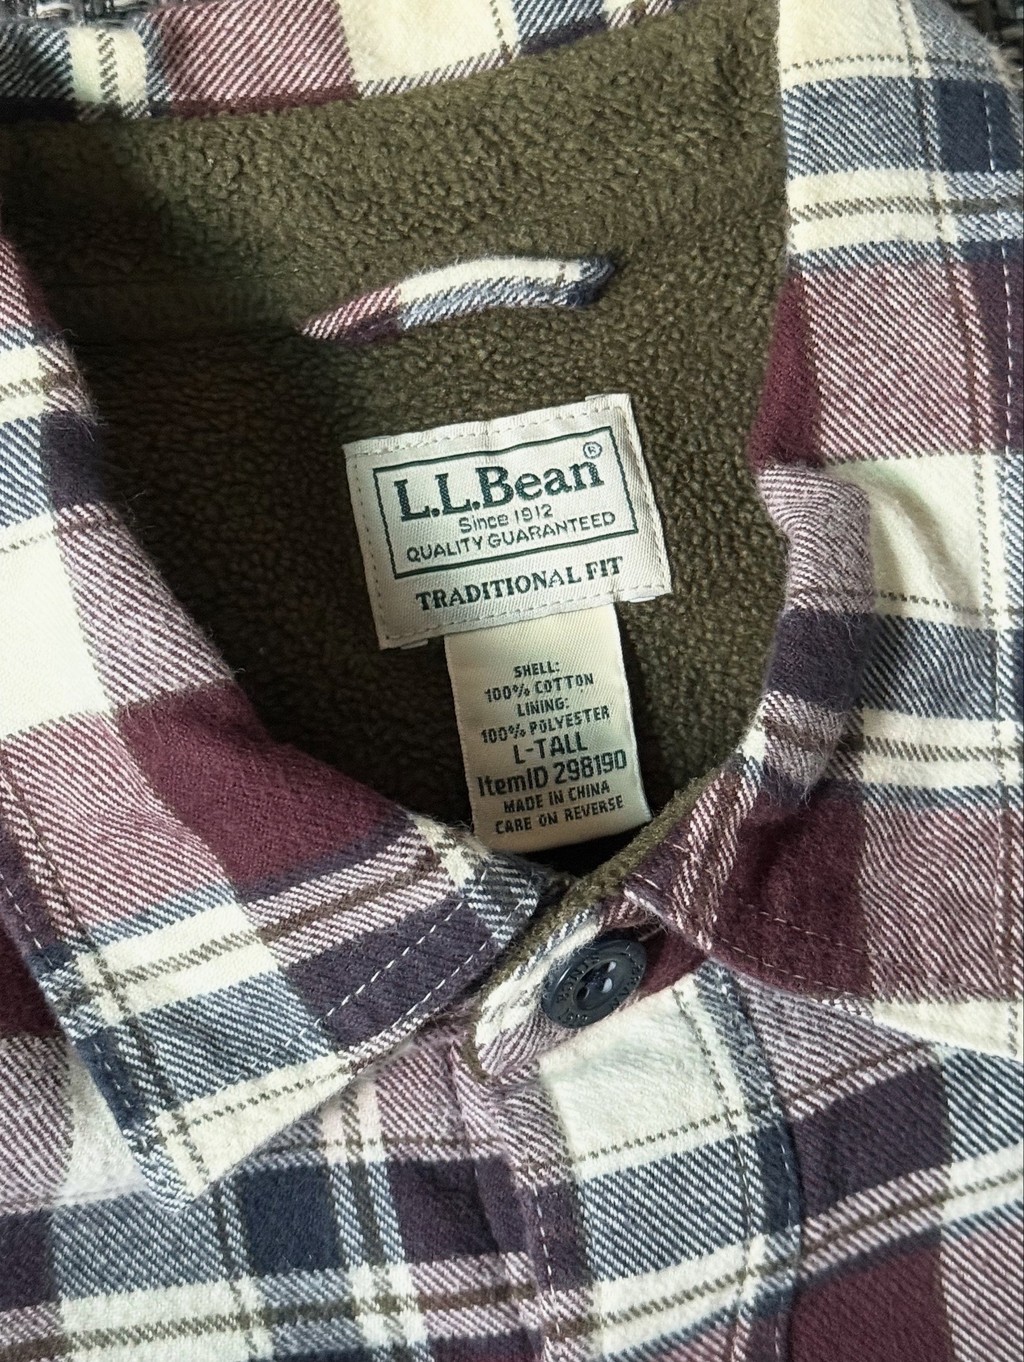 L.L.Bean®
Since 1912
QUALITY GUARANTEED
TRADITIONAL FIT
SHELL:
100% COTTON
LINING:
100% POLYESTER
L-TALL
ItemID 298190
MADE IN CHINA
CARE ON REVERSE